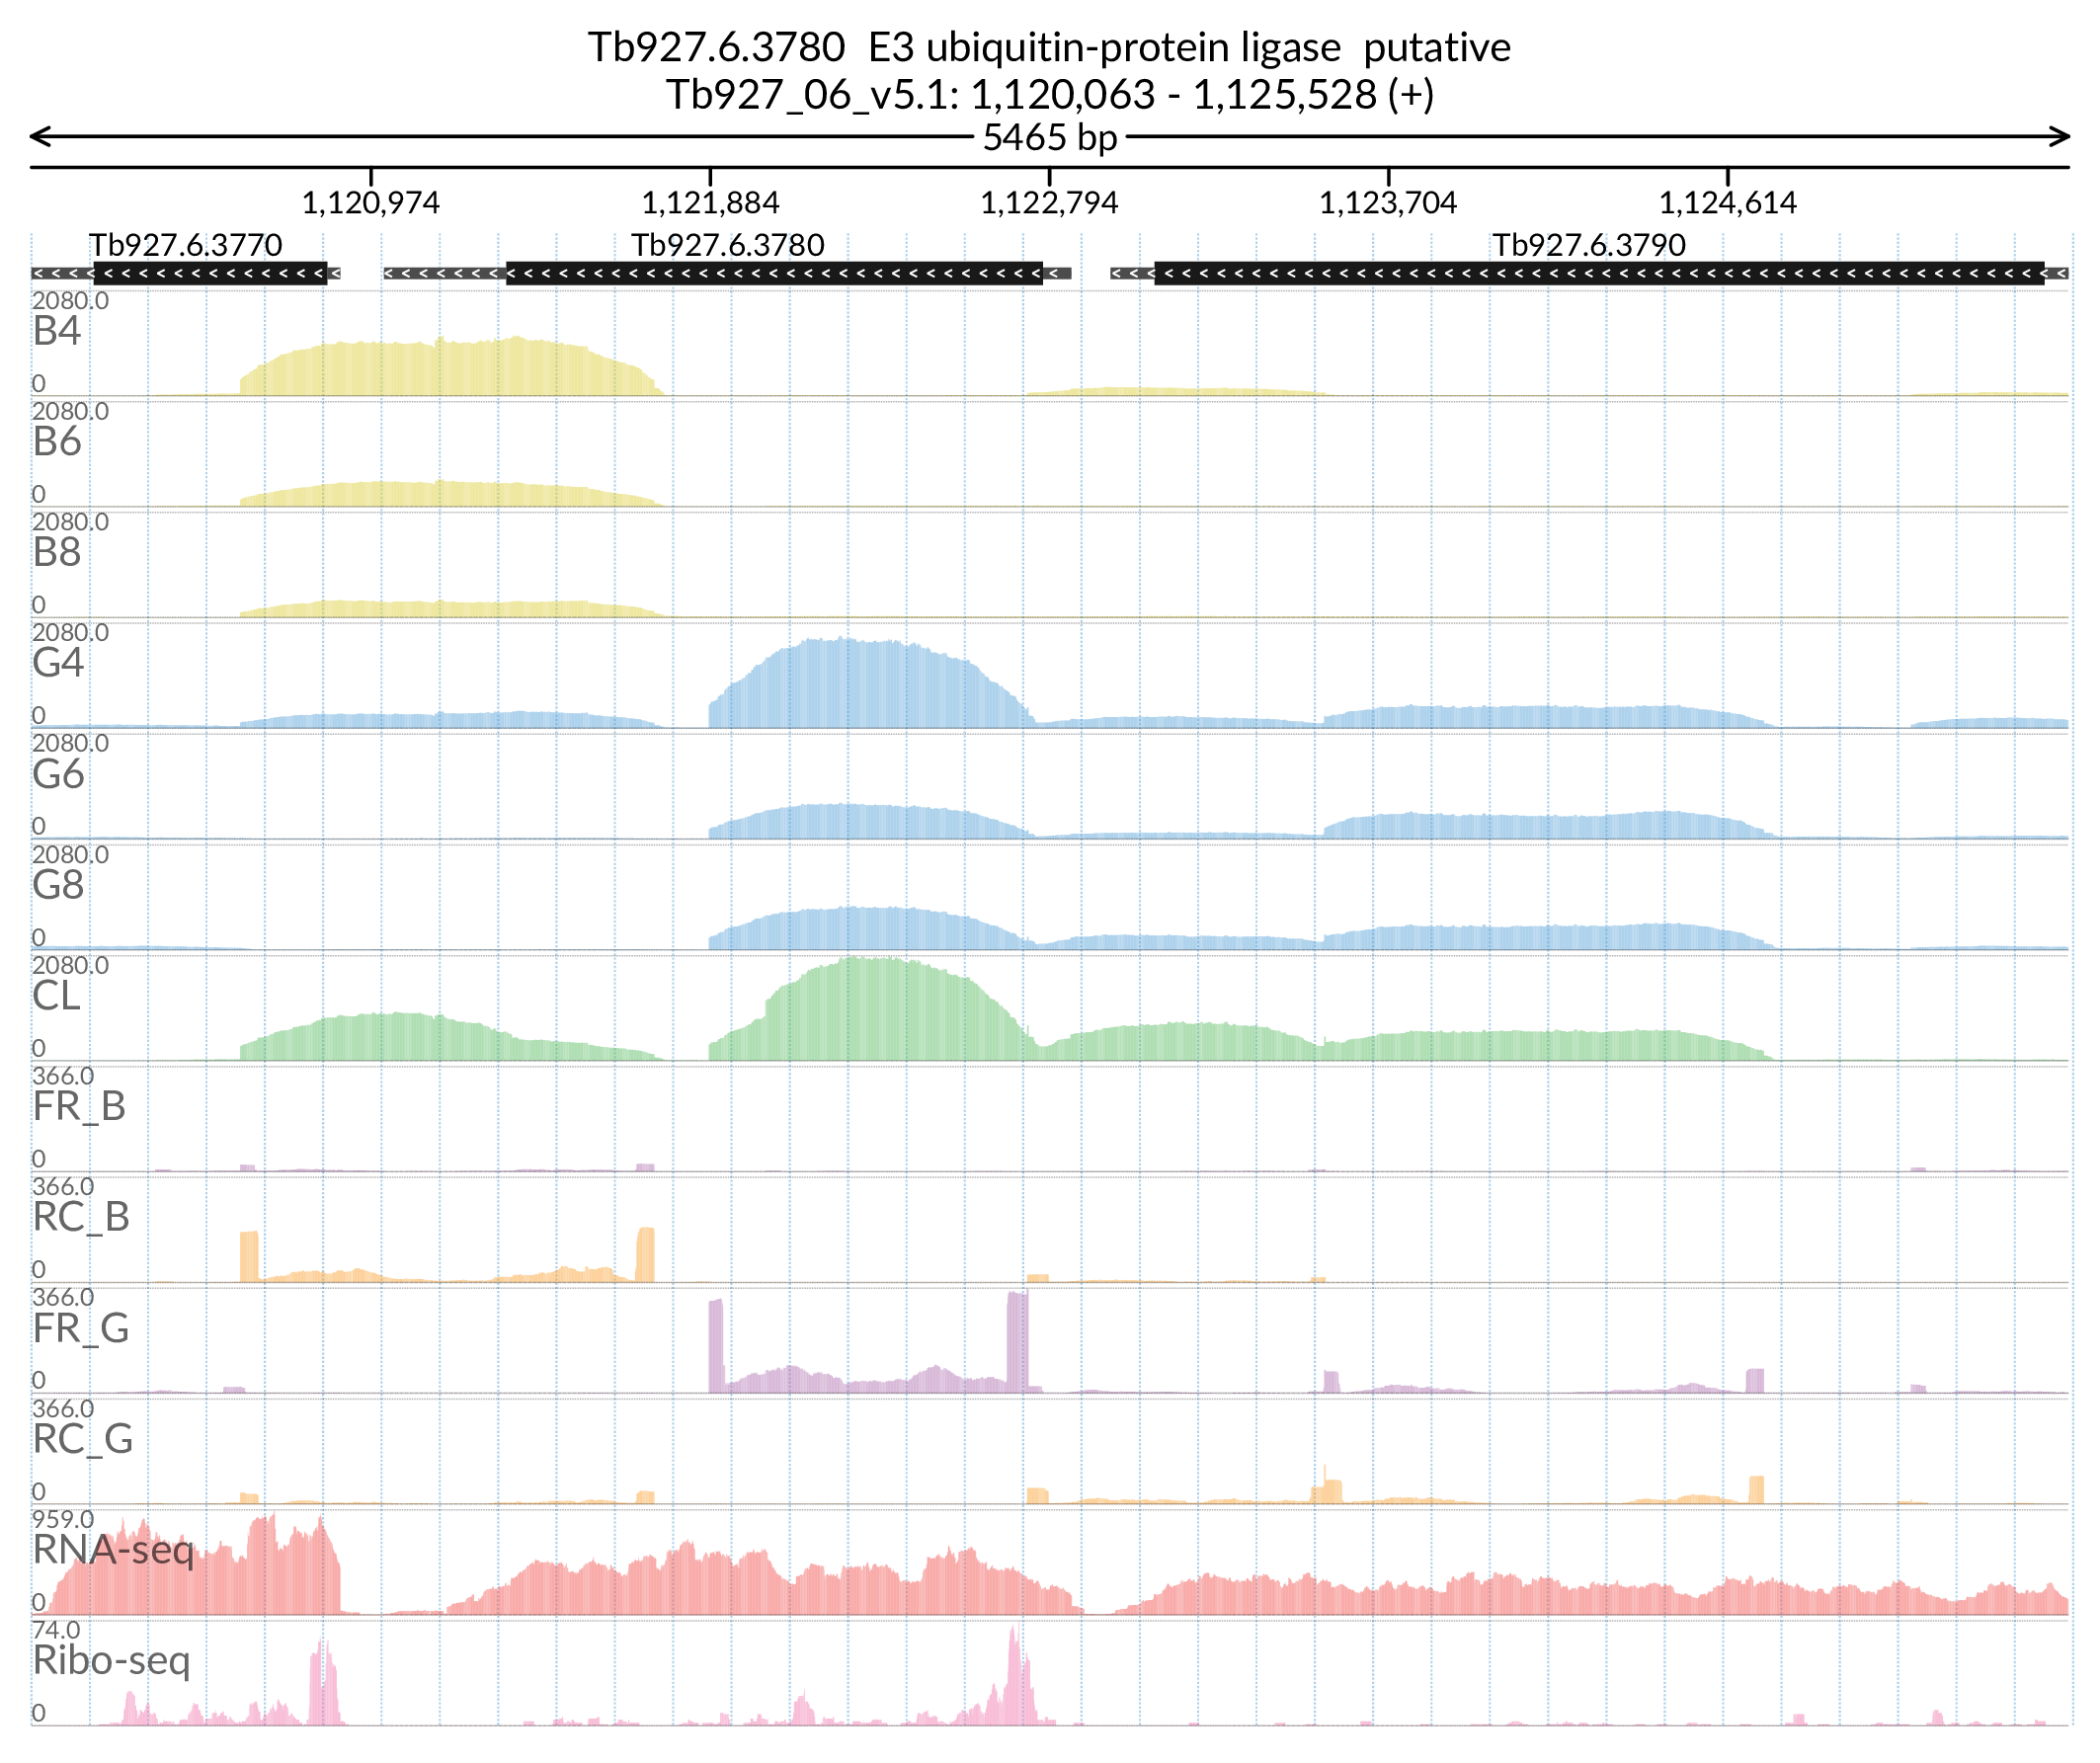 Tb927.6.3780  E3 ubiquitin-protein ligase  putative
Tb927_06_v5.1: 1,120,063 - 1,125,528 (+)
5465 bp
1,120,974 1,121,884 1,122,794 1,123,704 1,124,614
Tb927.6.3770 Tb927.6.3780 Tb927.6.3790
2080.0
B4
0
2080.0
B6
0
2080.0
B8
0
2080.0
G4
0
2080.0
G6
0
2080.0
G8
0
2080.0
CL
0
366.0
FR_B
0
366.0
RC_B
0
366.0
FR_G
0
366.0
RC_G
0
959.0
RNA-seq
0
74.0
Ribo-seq
0